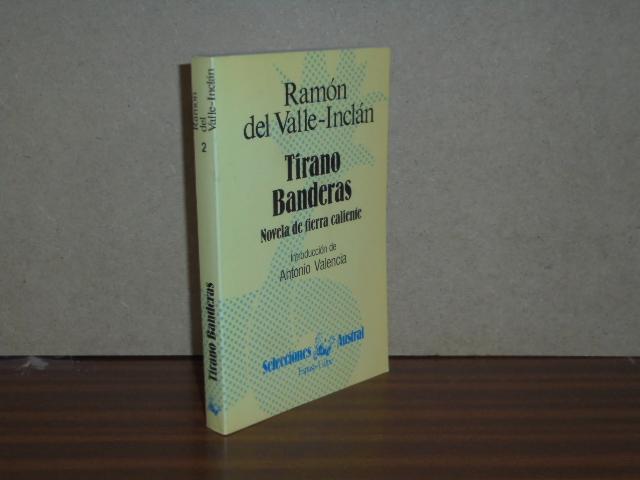 Ramón
del Valle-Inclán
Tirano
Banderas
Novela de tierra caliente
Introducción de
Antonio Valencia
Selecciones Austral
Espasa-Calpe
Ramón
del
Valle-Inclán
2
Tirano Banderas